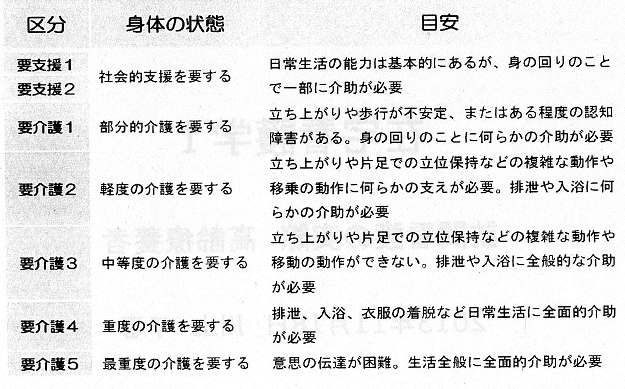 区分 身体の状態 目安
要支援1
要支援2
社会的支援を要する
日常生活の能力は基本的にあるが、身の回りのこと
で一部に介助が必要
要介護1
部分的介護を要する
立ち上がりや歩行が不安定、またはある程度の認知
障害がある。身の回りのことに何らかの介助が必要
要介護2
軽度の介護を要する
立ち上がりや片足での立位保持などの複雑な動作や
移乗の動作に何らかの支えが必要。排泄や入浴に何
らかの介助が必要
要介護3
中等度の介護を要する
立ち上がりや片足での立位保持などの複雑な動作や
移動の動作ができない。排泄や入浴に全般的な介助
が必要
要介護4
重度の介護を要する
排泄、入浴、衣服の着脱など日常生活に全面的介助
が必要
要介護5
最重度の介護を要する
意思の伝達が困難。生活全般に全面的介助が必要